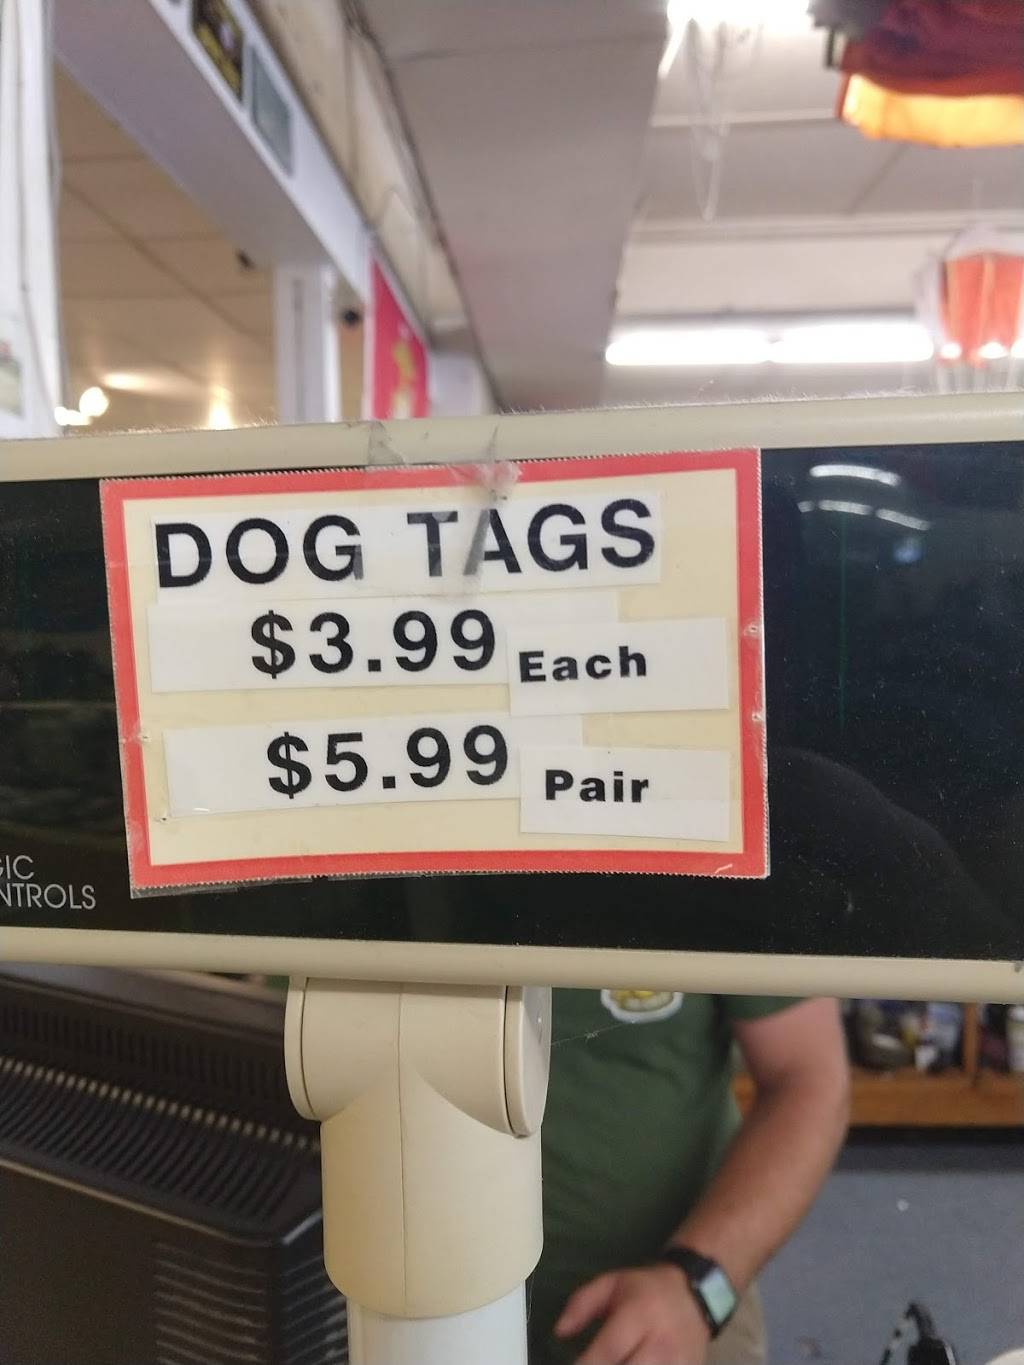 DOG TAGS
$3.99 Each
$5.99 Pair